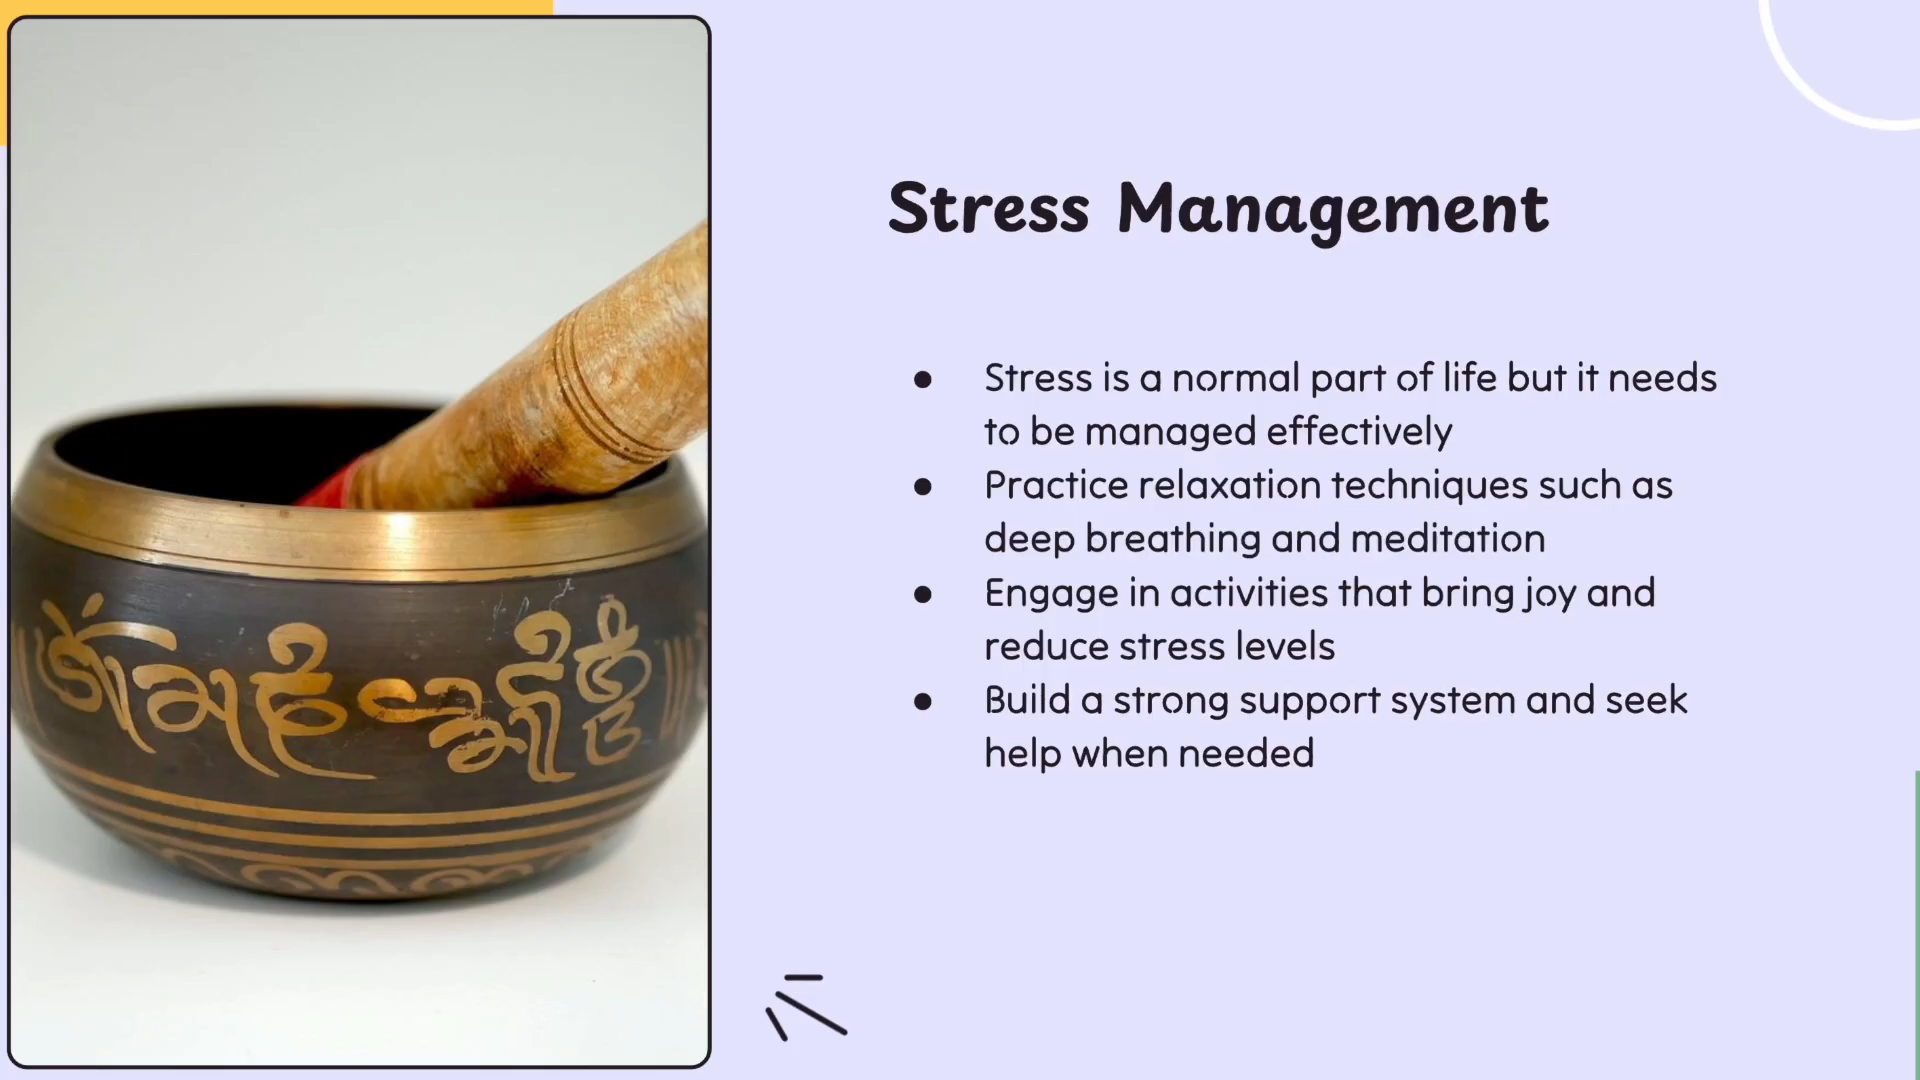 Stress Management
● Stress is a normal part of life but it needs
to be managed effectively
● Practice relaxation techniques such as
deep breathing and meditation
● Engage in activities that bring joy and
reduce stress levels
● Build a strong support system and seek
help when needed